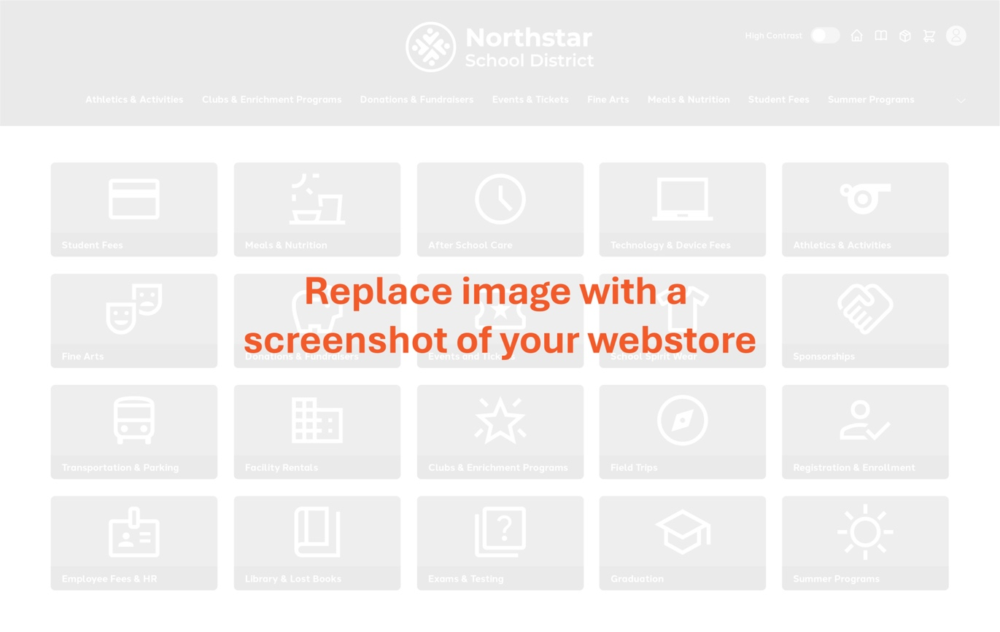 Northstar
School District
High Contrast
Athletics & Activities Clubs & Enrichment Programs Donations & Fundraisers Events & Tickets Fine Arts Meals & Nutrition Student Fees Summer Programs
Student Fees Meals & Nutrition After School Care Technology & Device Fees Athletics & Activities
Replace image with a
screenshot of your webstore
Fine Arts Donations & Fundraisers Events and Tickets School Spirit Wear Sponsorships
Transportation & Parking Facility Rentals Clubs & Enrichment Programs Field Trips Registration & Enrollment
?
Employee Fees & HR Library & Lost Books Exams & Testing Graduation Summer Programs